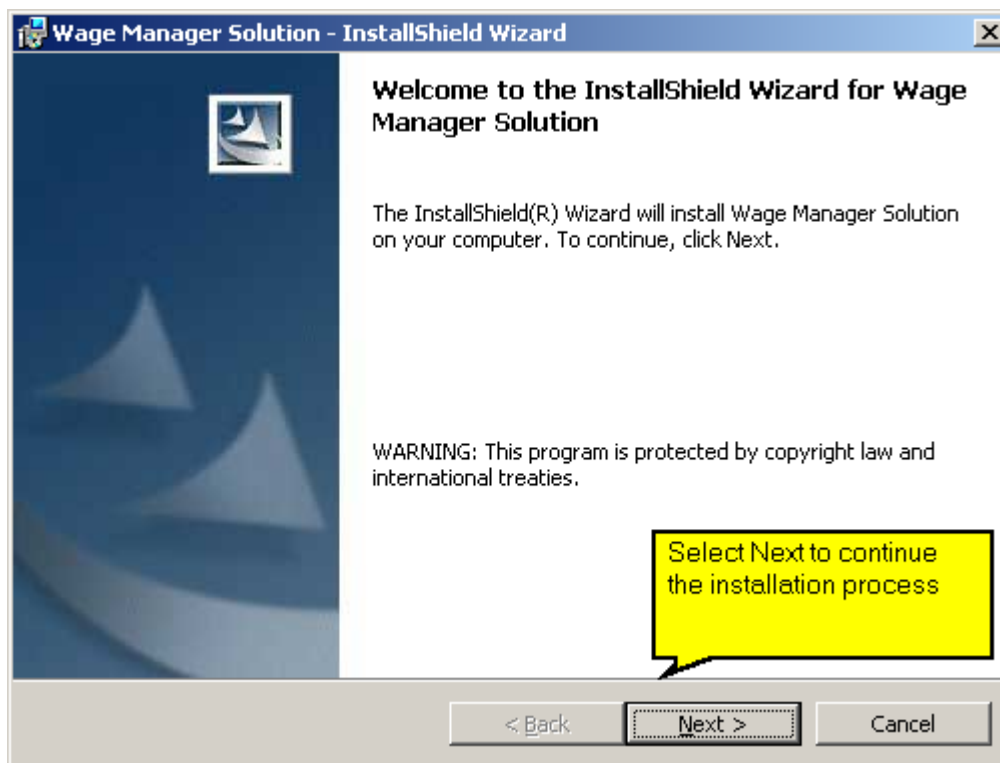 Wage Manager Solution - InstallShield Wizard
Welcome to the InstallShield Wizard for Wage
Manager Solution
The InstallShield(R) Wizard will install Wage Manager Solution
on your computer. To continue, click Next.
WARNING: This program is protected by copyright law and
international treaties.
Select Next to continue
the installation process
< Back
Next >
Cancel